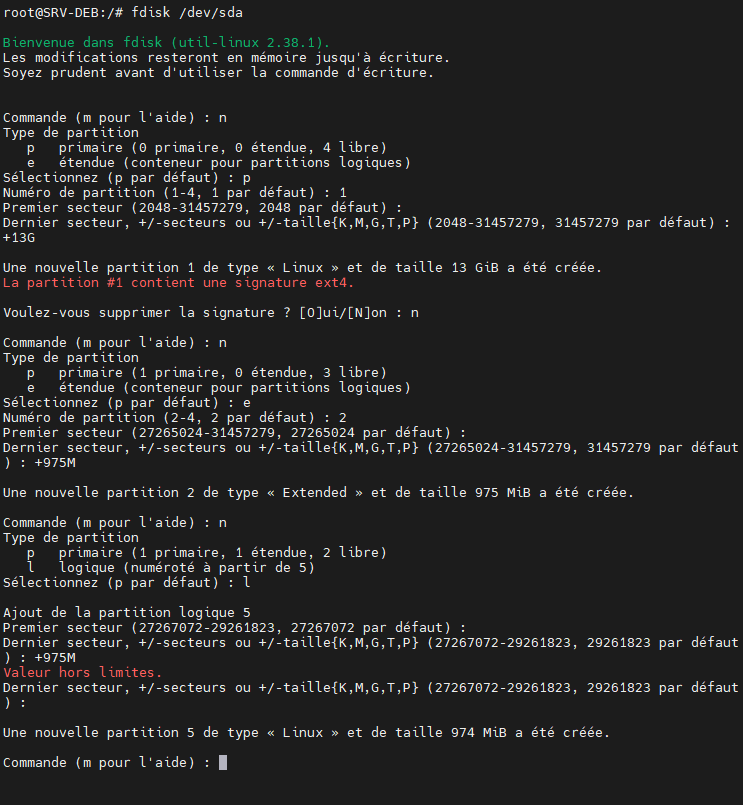 root@SRV-DEB:/# fdisk /dev/sda
Bienvenue dans fdisk (util-linux 2.38.1).
Les modifications resteront en mémoire jusqu'à écriture.
Soyez prudent avant d'utiliser la commande d'écriture.
Commande (m pour l'aide) : n
Type de partition
   p   primaire (0 primaire, 0 étendue, 4 libre)
   e   étendue (conteneur pour partitions logiques)
Sélectionnez (p par défaut) : p
Numéro de partition (1-4, 1 par défaut) : 1
Premier secteur (2048-31457279, 2048 par défaut) :
Dernier secteur, +/-secteurs ou +/-taille{K,M,G,T,P} (2048-31457279, 31457279 par défaut) :
+13G
Une nouvelle partition 1 de type « Linux » et de taille 13 GiB a été créée.
La partition #1 contient une signature ext4.
Voulez-vous supprimer la signature ? [O]ui/[N]on : n
Commande (m pour l'aide) : n
Type de partition
   p   primaire (1 primaire, 0 étendue, 3 libre)
   e   étendue (conteneur pour partitions logiques)
Sélectionnez (p par défaut) : e
Numéro de partition (2-4, 2 par défaut) : 2
Premier secteur (27265024-31457279, 27265024 par défaut) :
Dernier secteur, +/-secteurs ou +/-taille{K,M,G,T,P} (27265024-31457279, 31457279 par défaut
) : +975M
Une nouvelle partition 2 de type « Extended » et de taille 975 MiB a été créée.
Commande (m pour l'aide) : n
Type de partition
   p   primaire (1 primaire, 1 étendue, 2 libre)
   l   logique (numéroté à partir de 5)
Sélectionnez (p par défaut) : l
Ajout de la partition logique 5
Premier secteur (27267072-29261823, 27267072 par défaut) :
Dernier secteur, +/-secteurs ou +/-taille{K,M,G,T,P} (27267072-29261823, 29261823 par défaut
) : +975M
Valeur hors limites.
Dernier secteur, +/-secteurs ou +/-taille{K,M,G,T,P} (27267072-29261823, 29261823 par défaut
) :
Une nouvelle partition 5 de type « Linux » et de taille 974 MiB a été créée.
Commande (m pour l'aide) :